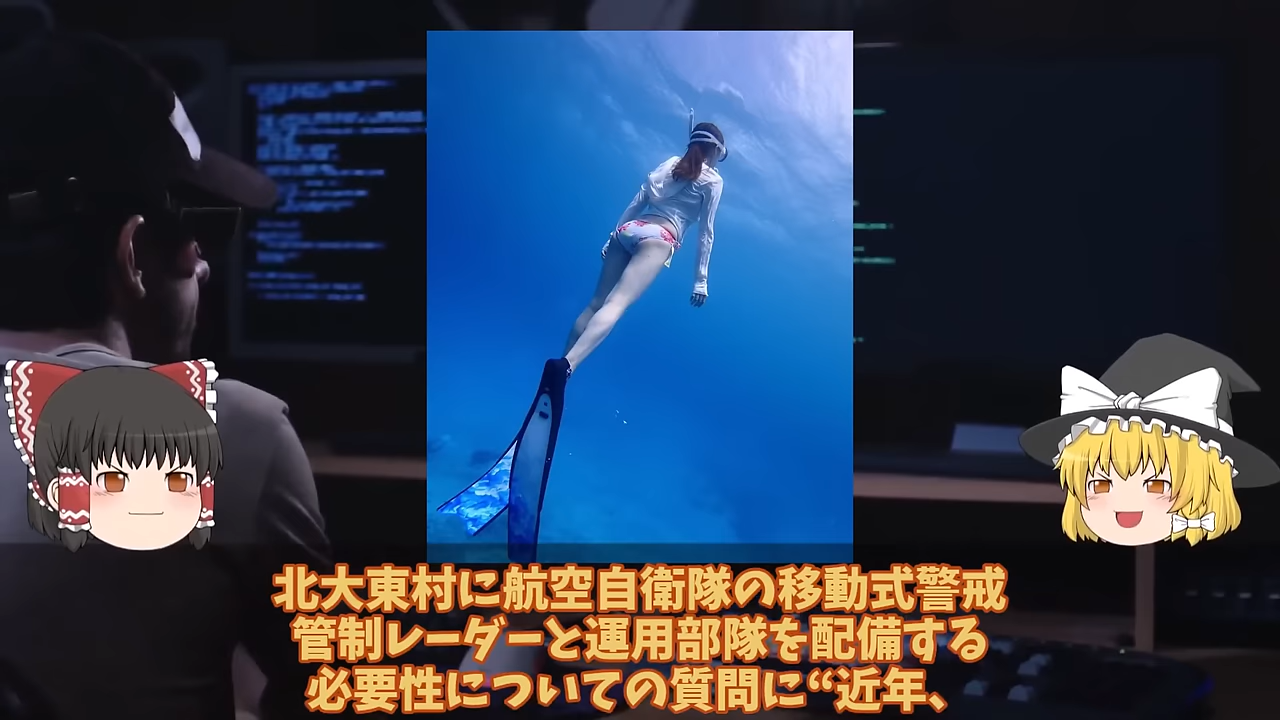 北大東村に航空自衛隊の移動式警戒
管制レーダーと運用部隊を配備する
必要性についての質問に“近年、